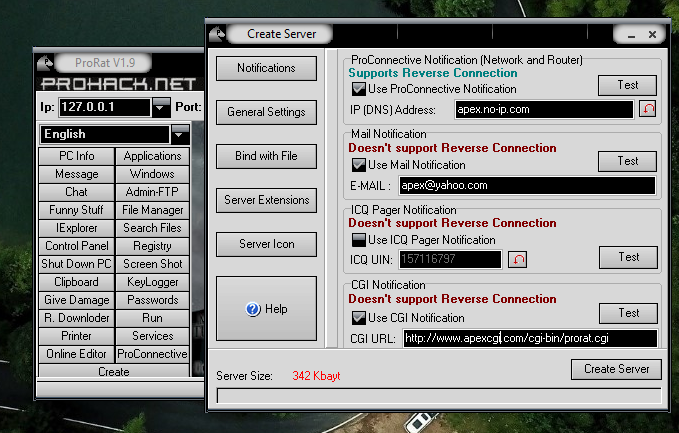 ProRat V1.9
PROHACK.NET
Ip: 127.0.0.1 Port:
English
PC Info Applications
Message Windows
Chat Admin-FTP
Funny Stuff File Manager
IExplorer Search Files
Control Panel Registry
Shut Down PC Screen Shot
Clipboard KeyLogger
Give Damage Passwords
R. Downloder Run
Printer Services
Online Editor ProConnective
Create
Create Server
Notifications
General Settings
Bind with File
Server Extensions
Server Icon
Help
ProConnective Notification (Network and Router)
Supports Reverse Connection
Use ProConnective Notification
Test
IP (DNS) Address: apex.no-ip.com
Mail Notification
Doesn't support Reverse Connection
Use Mail Notification
Test
E-MAIL : apex@yahoo.com
ICQ Pager Notification
Doesn't support Reverse Connection
Use ICQ Pager Notification
ICQ UIN: 157116797
Test
CGI Notification
Doesn't support Reverse Connection
Use CGI Notification
Test
CGI URL: http://www.apexcgi.com/cgi-bin/prorat.cgi
Server Size: 342 Kbayt
Create Server